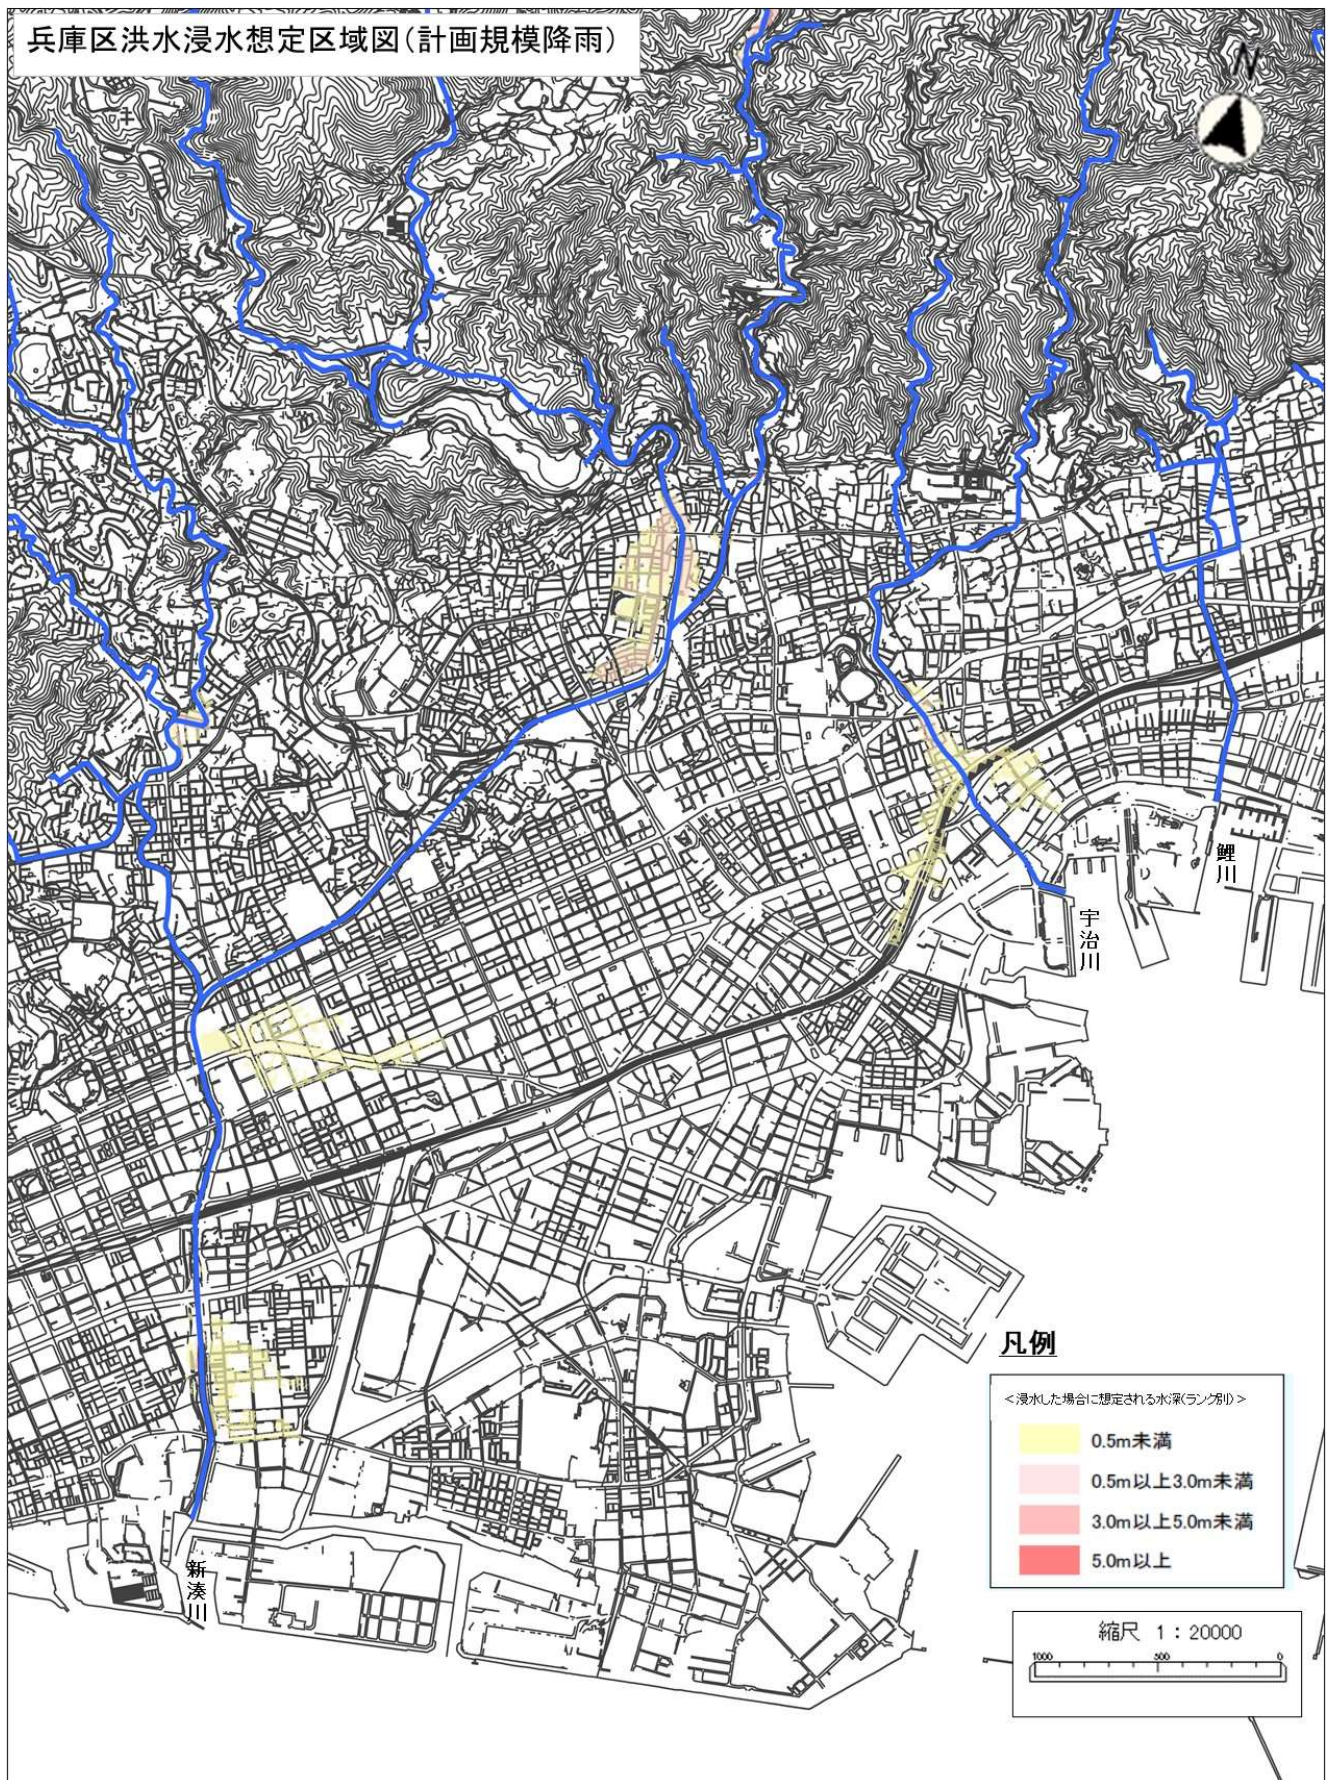 兵庫区洪水浸水想定区域図(計画規模降雨)
N
鯉川
宇治川
新湊川
凡例
<浸水した場合に想定される水深(ランク別)>
0.5m未満
0.5m以上3.0m未満
3.0m以上5.0m未満
5.0m以上
縮尺 1:20000
1000 500 0